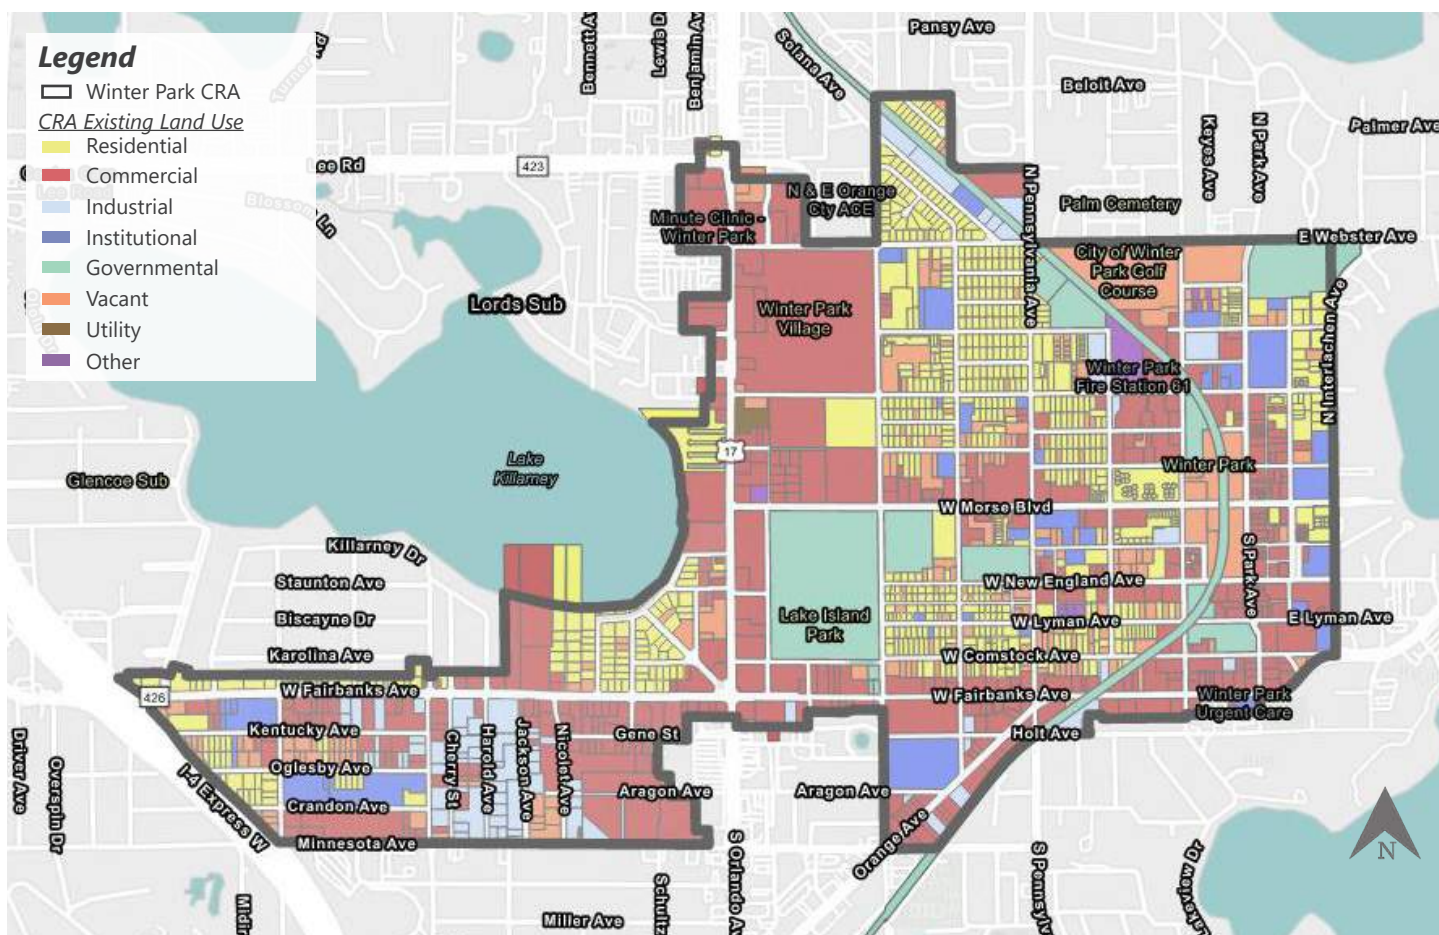 Legend
Winter Park CRA
CRA Existing Land Use
Residential
Commercial
Industrial
Institutional
Governmental
Vacant
Utility
Other
Bennett Av
Lewis D
Benjamin Av
Solana Ave
Pansy Ave
Beloit Ave
Keyes Ave
N Park Ave
Palmer Ave
Lee Rd
423
Blossom Ln
N & E Orange
Cty ACE
Minute Clinic -
Winter Park
N Pennsylvania Ave
Palm Cemetery
E Webster Ave
City of Winter
Park Golf
Course
Lords Sub
Winter Park
Village
N Interlachen Ave
Winter Park
Fire Station 61
17
Lake
Killarney
Glencoe Sub
Winter Park
W Morse Blvd
Killarney Dr
Staunton Ave
Biscayne Dr
Karolina Ave
W New England Ave
S Park Ave
Lake Island
Park
W Lyman Ave
E Lyman Ave
W Comstock Ave
426
W Fairbanks Ave
W Fairbanks Ave
Winter Park
Urgent Care
Kentucky Ave
Gene St
Holt Ave
Driver Ave
Overspin Dr
I-4 Express W
Oglesby Ave
Crandon Ave
Minnesota Ave
Cherry St
Harold Ave
Jackson Ave
Nicolet Ave
Aragon Ave
Aragon Ave
Orange Ave
S Orlando Av
S Pennsylv
Lakeview Dr
Schultz
Miller Ave
N